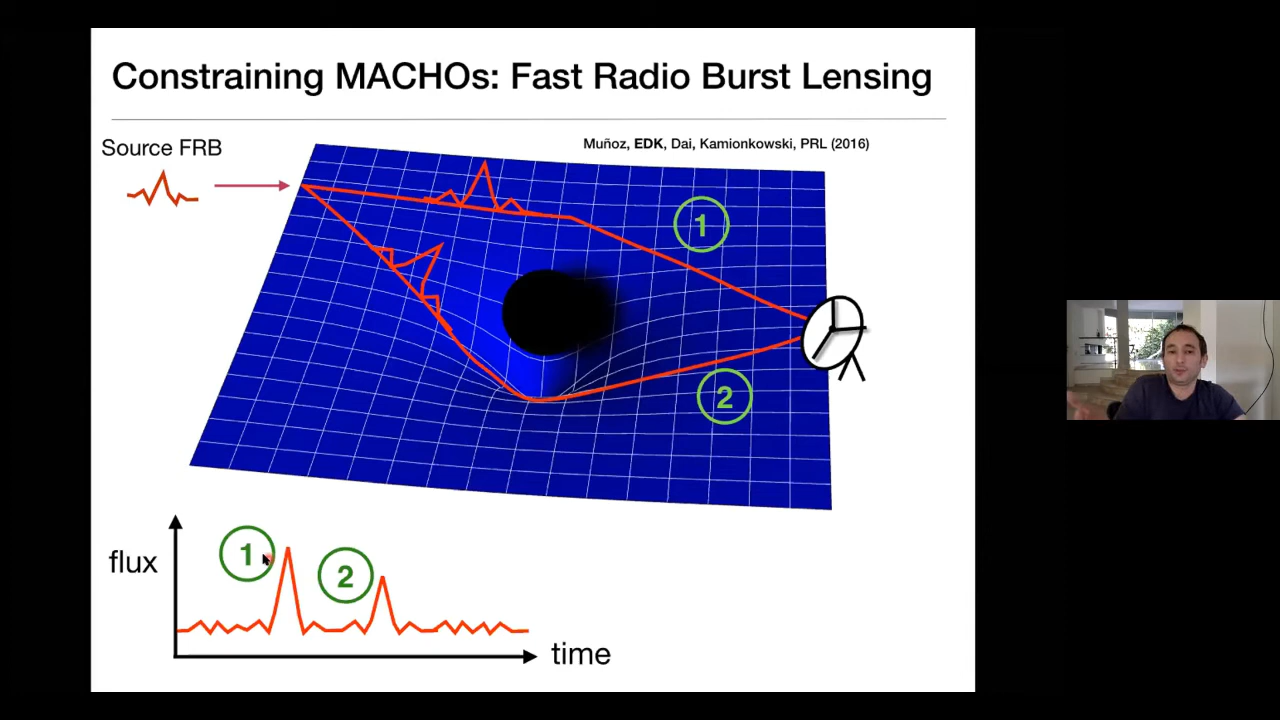 Constraining MACHOs: Fast Radio Burst Lensing
Muñoz, EDK, Dai, Kamionkowski, PRL (2016)
Source FRB
1
2
flux
1
2
time